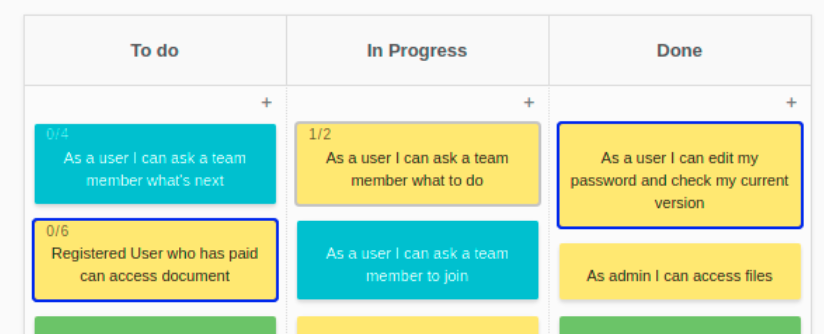 To do
In Progress
Done
+
+
+
0/4
As a user I can ask a team
member what's next
0/6
Registered User who has paid
can access document
1/2
As a user I can ask a team
member what to do
As a user I can ask a team
member to join
As a user I can edit my
password and check my current
version
As admin I can access files